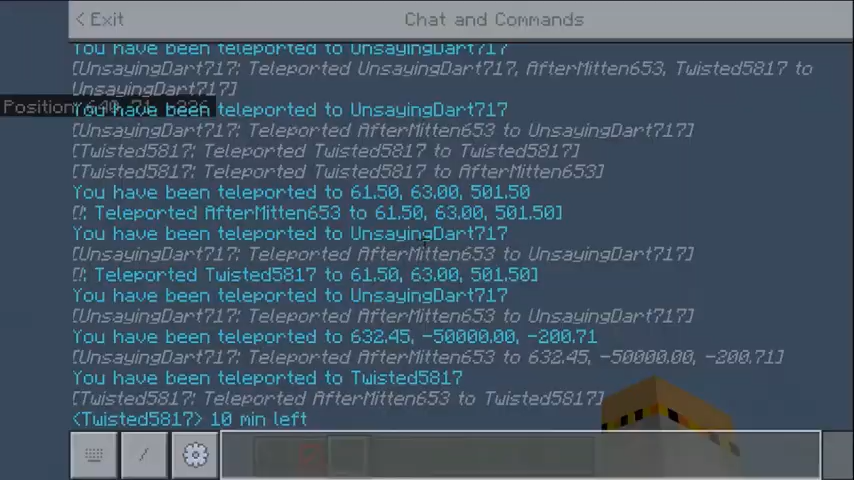 < Exit
Chat and Commands
You have been teleported to UnsayingDart717
[UnsayingDart717: Teleported UnsayingDart717, AfterMitten653, Twisted5817 to
UnsayingDart717]
Position: 640, 71, -226
You have been teleported to UnsayingDart717
[UnsayingDart717: Teleported AfterMitten653 to UnsayingDart717]
[Twisted5817: Teleported Twisted5817 to Twisted5817]
[Twisted5817: Teleported Twisted5817 to AfterMitten653]
You have been teleported to 61.50, 63.00, 501.50
[!: Teleported AfterMitten653 to 61.50, 63.00, 501.50]
You have been teleported to UnsayingDart717
[UnsayingDart717: Teleported AfterMitten653 to UnsayingDart717]
[!: Teleported Twisted5817 to 61.50, 63.00, 501.50]
You have been teleported to UnsayingDart717
[UnsayingDart717: Teleported AfterMitten653 to UnsayingDart717]
You have been teleported to 632.45, -50000.00, -200.71
[UnsayingDart717: Teleported AfterMitten653 to 632.45, -50000.00, -200.71]
You have been teleported to Twisted5817
[Twisted5817: Teleported AfterMitten653 to Twisted5817]
<Twisted5817> 10 min left
/